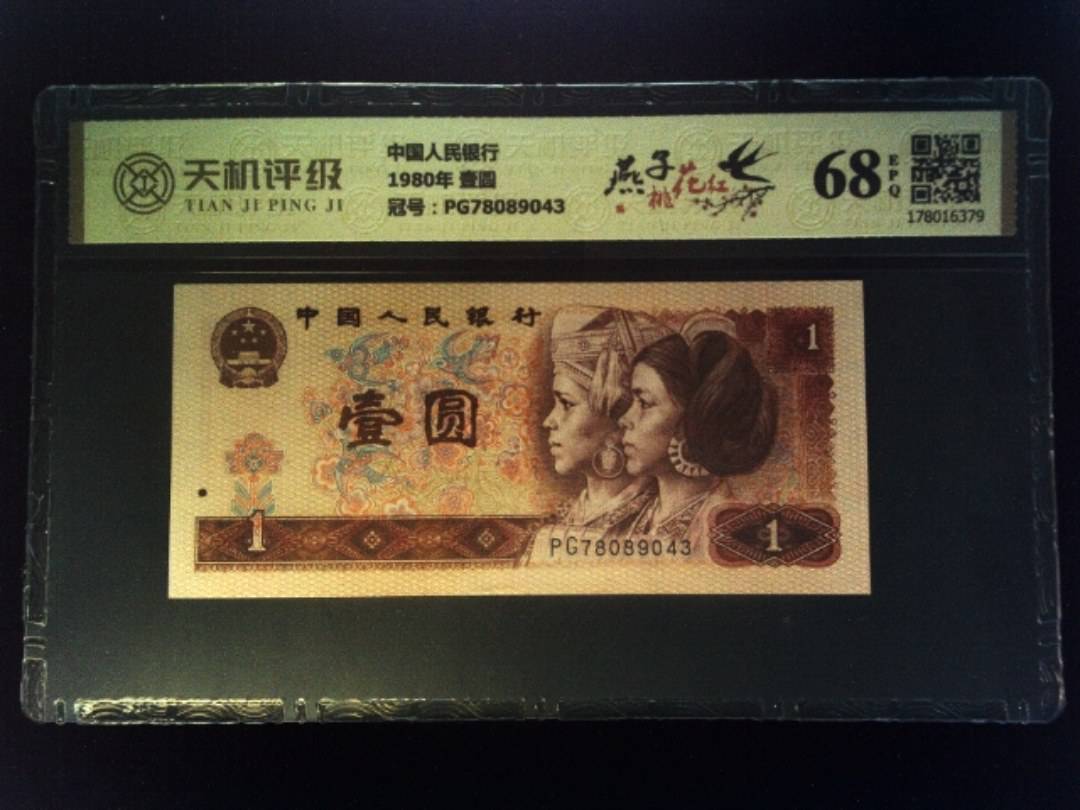 天机评级
TIAN JI PING JI
中国人民银行
1980年 壹圆
冠号：PG78089043
燕子
桃花红
68
EPQ
178016379
中国人民银行
1
壹圆
1
PG78089043
1